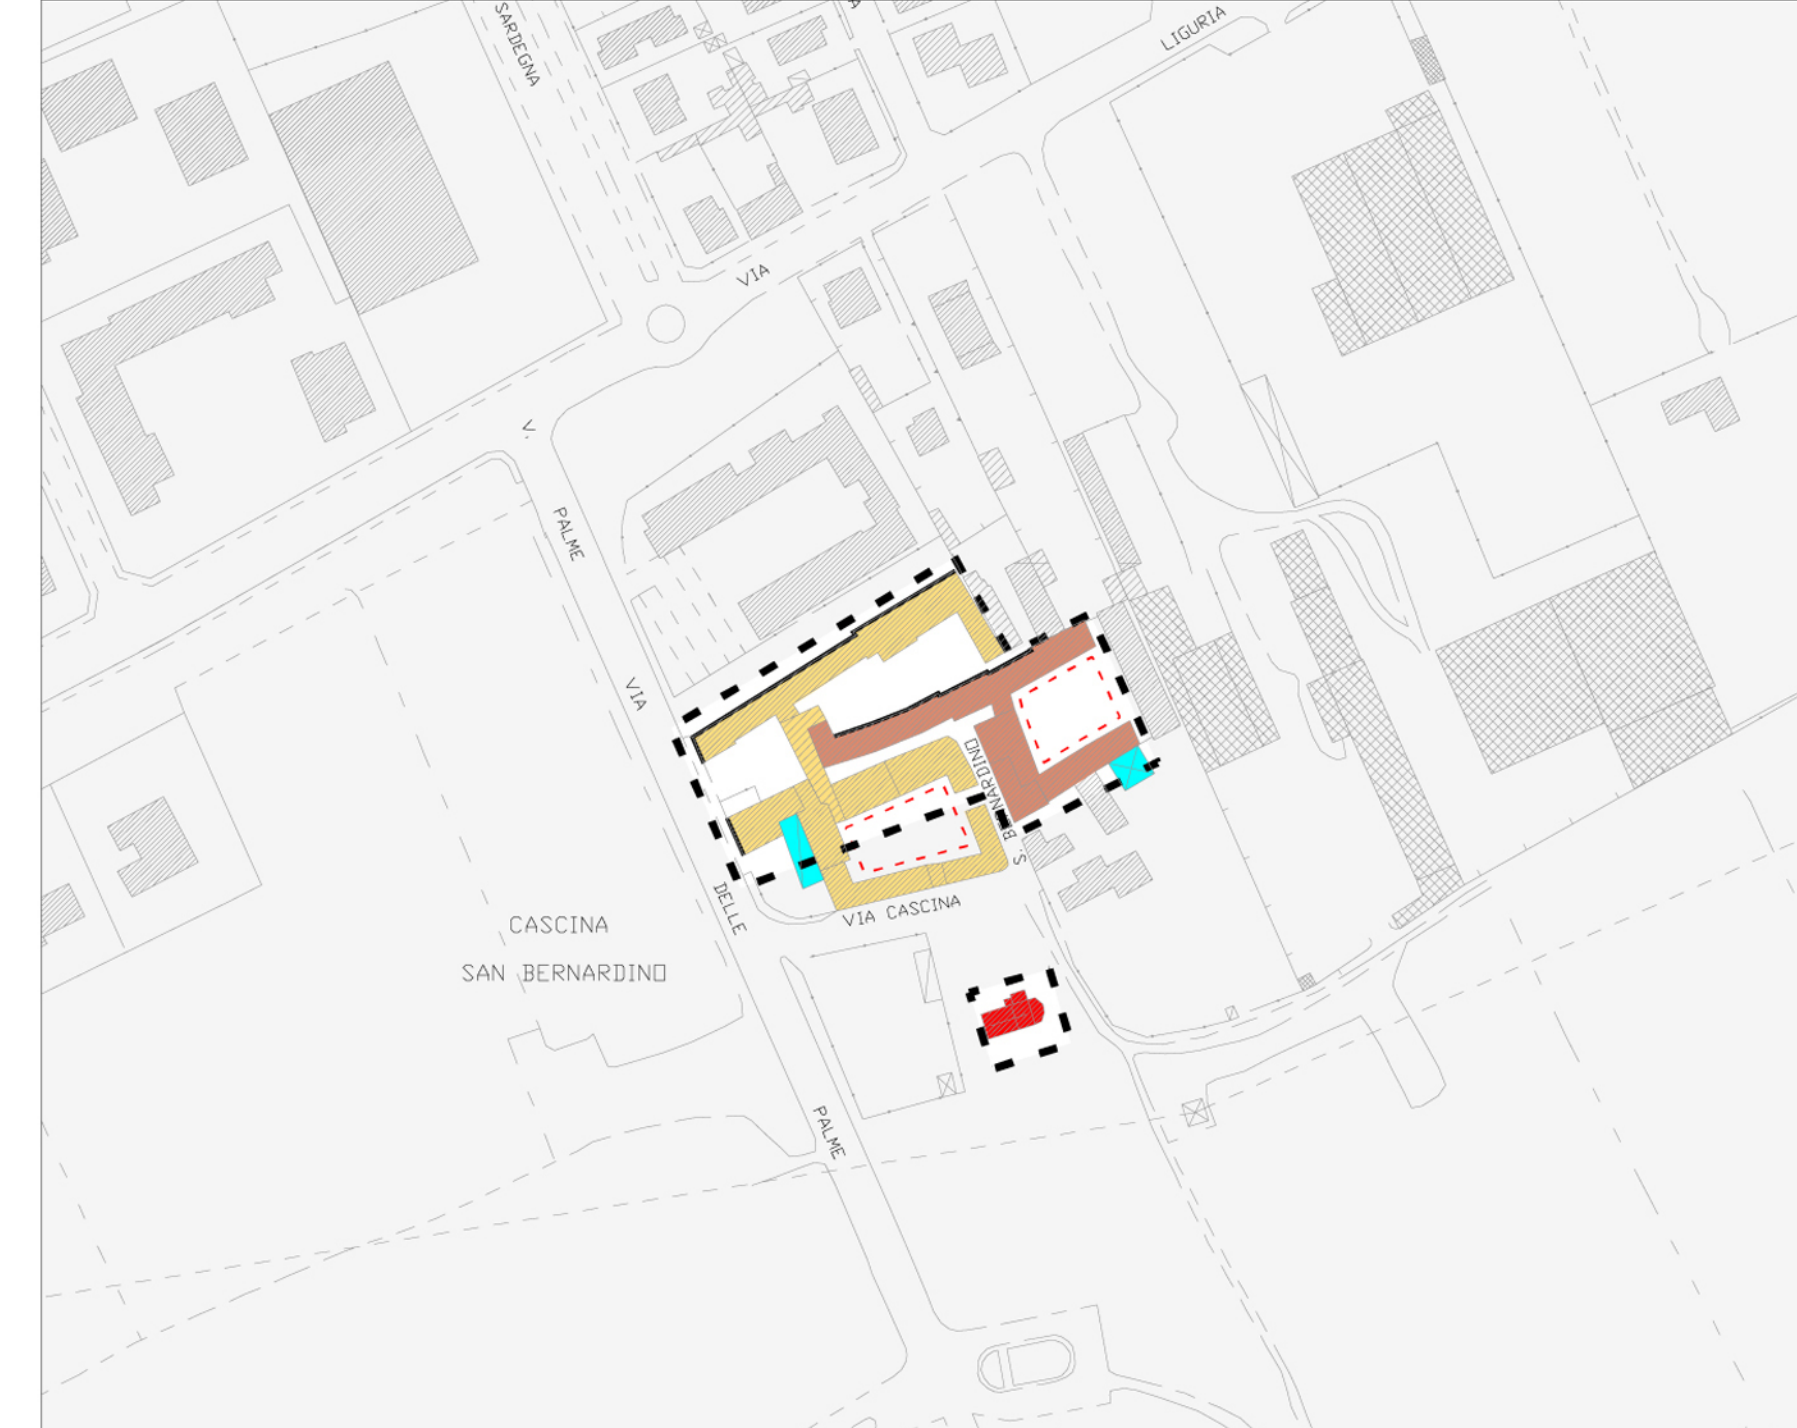 SARDEGNA
A
LIGURIA
VIA
V.
PALME
VIA
S. BERNARDINO
DELLE
VIA CASCINA
CASCINA
SAN BERNARDINO
PALME